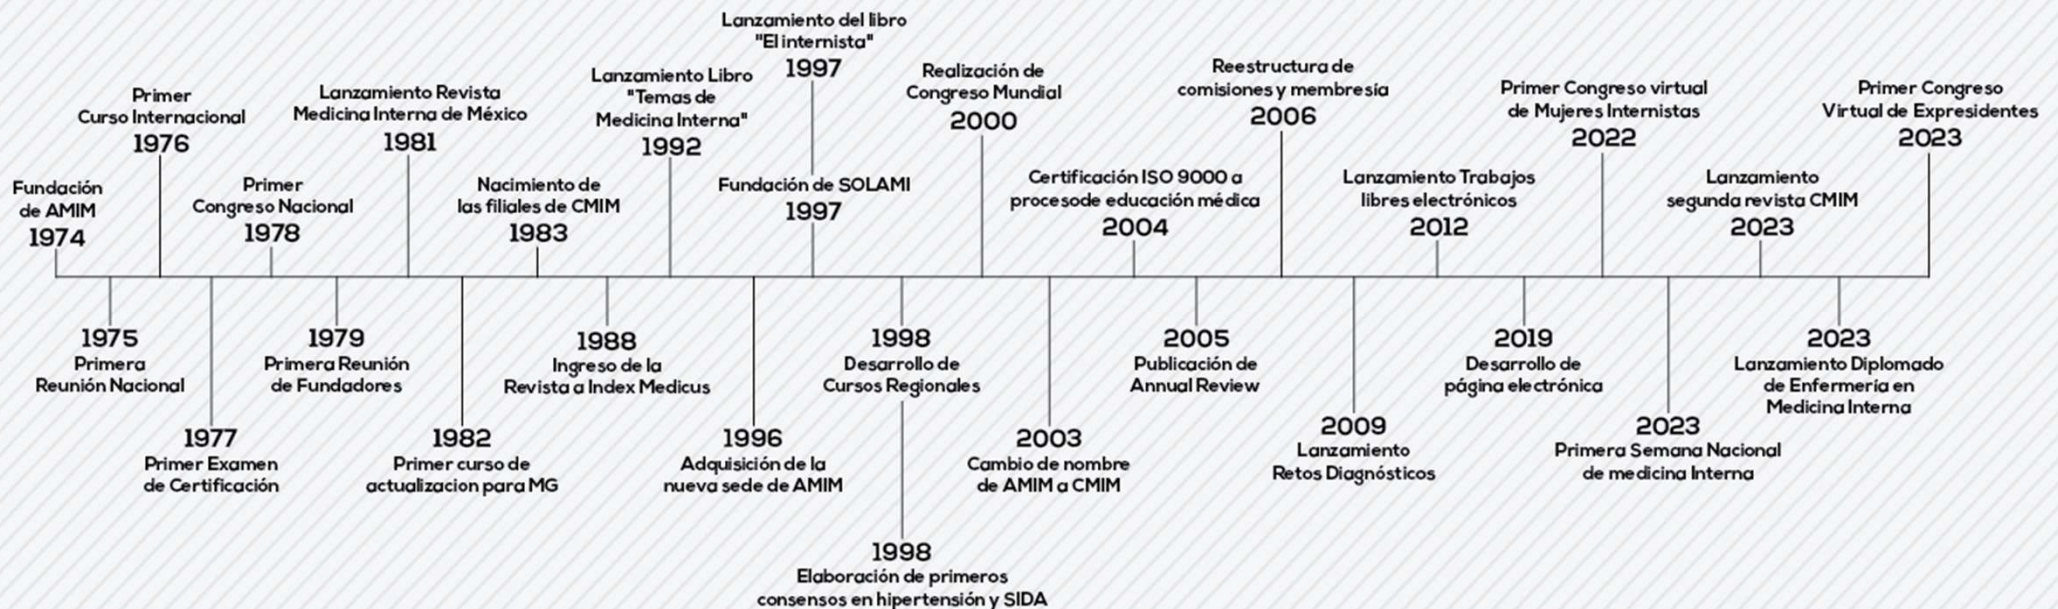 Fundación
de AMIM
1974
1975
Primera
Reunión Nacional
Primer
Curso Internacional
1976
1977
Primer Examen
de Certificación
Primer
Congreso Nacional
1978
1979
Primera Reunión
de Fundadores
Lanzamiento Revista
Medicina Interna de México
1981
1982
Primer curso de
actualizacion para MG
Nacimiento de
las filiales de CMIM
1983
1988
Ingreso de la
Revista a Index Medicus
Lanzamiento Libro
"Temas de
Medicina Interna"
1992
1996
Adquisición de la
nueva sede de AMIM
Lanzamiento del libro
"El internista"
1997
Fundación de SOLAMI
1997
1998
Desarrollo de
Cursos Regionales
1998
Elaboración de primeros
consensos en hipertensión y SIDA
Realización de
Congreso Mundial
2000
2003
Cambio de nombre
de AMIM a CMIM
Certificación ISO 9000 a
procesode educación médica
2004
2005
Publicación de
Annual Review
Reestructura de
comisiones y membresía
2006
2009
Lanzamiento
Retos Diagnósticos
Lanzamiento Trabajos
libres electrónicos
2012
2019
Desarrollo de
página electrónica
Primer Congreso virtual
de Mujeres Internistas
2022
2023
Primera Semana Nacional
de medicina Interna
Lanzamiento
segunda revista CMIM
2023
2023
Lanzamiento Diplomado
de Enfermería en
Medicina Interna
Primer Congreso
Virtual de Expresidentes
2023